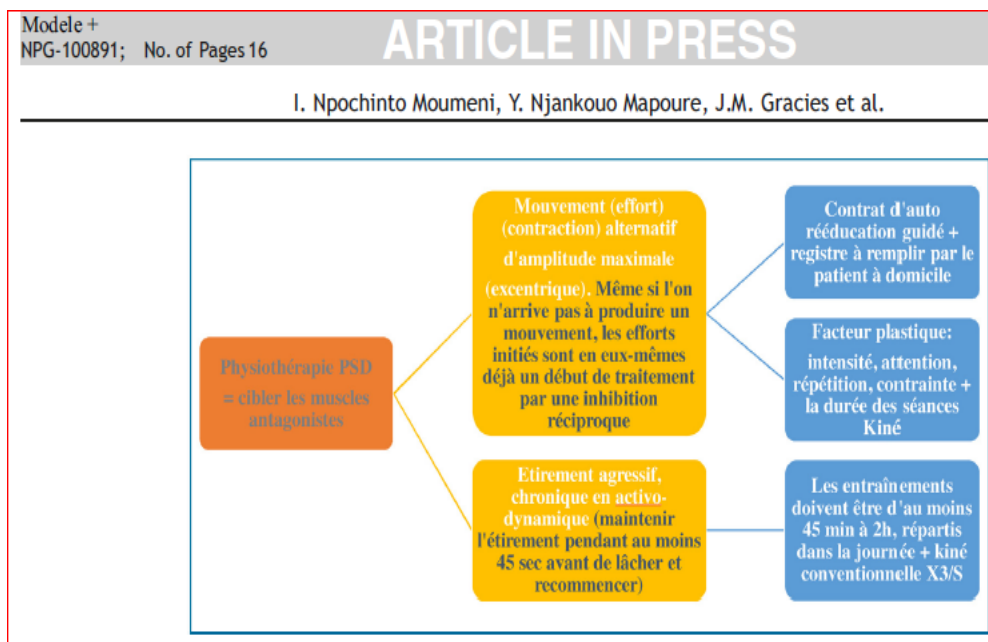 Modele +
NPG-100891; No. of Pages 16
ARTICLE IN PRESS
I. Npochinto Moumeni, Y. Njankouo Mapoure, J.M. Gracies et al.
Physiothérapie PSD
= cibler les muscles
antagonistes
Mouvement (effort)
(contraction) alternatif
d'amplitude maximale
(excentrique). Même si l'on
n'arrive pas à produire un
mouvement, les efforts
initiés sont en eux-mêmes
déjà un début de traitement
par une inhibition
réciproque
Etirement agressif,
chronique en activo-
dynamique (maintenir
l'étirement pendant au moins
45 sec avant de lâcher et
recommencer)
Contrat d'auto
rééducation guidé +
registre à remplir par le
patient à domicile
Facteur plastique:
intensité, attention,
répétition, contrainte +
la durée des séances
Kiné
Les entraînements
doivent être d'au moins
45 min à 2h, répartis
dans la journée + kiné
conventionnelle X3/S